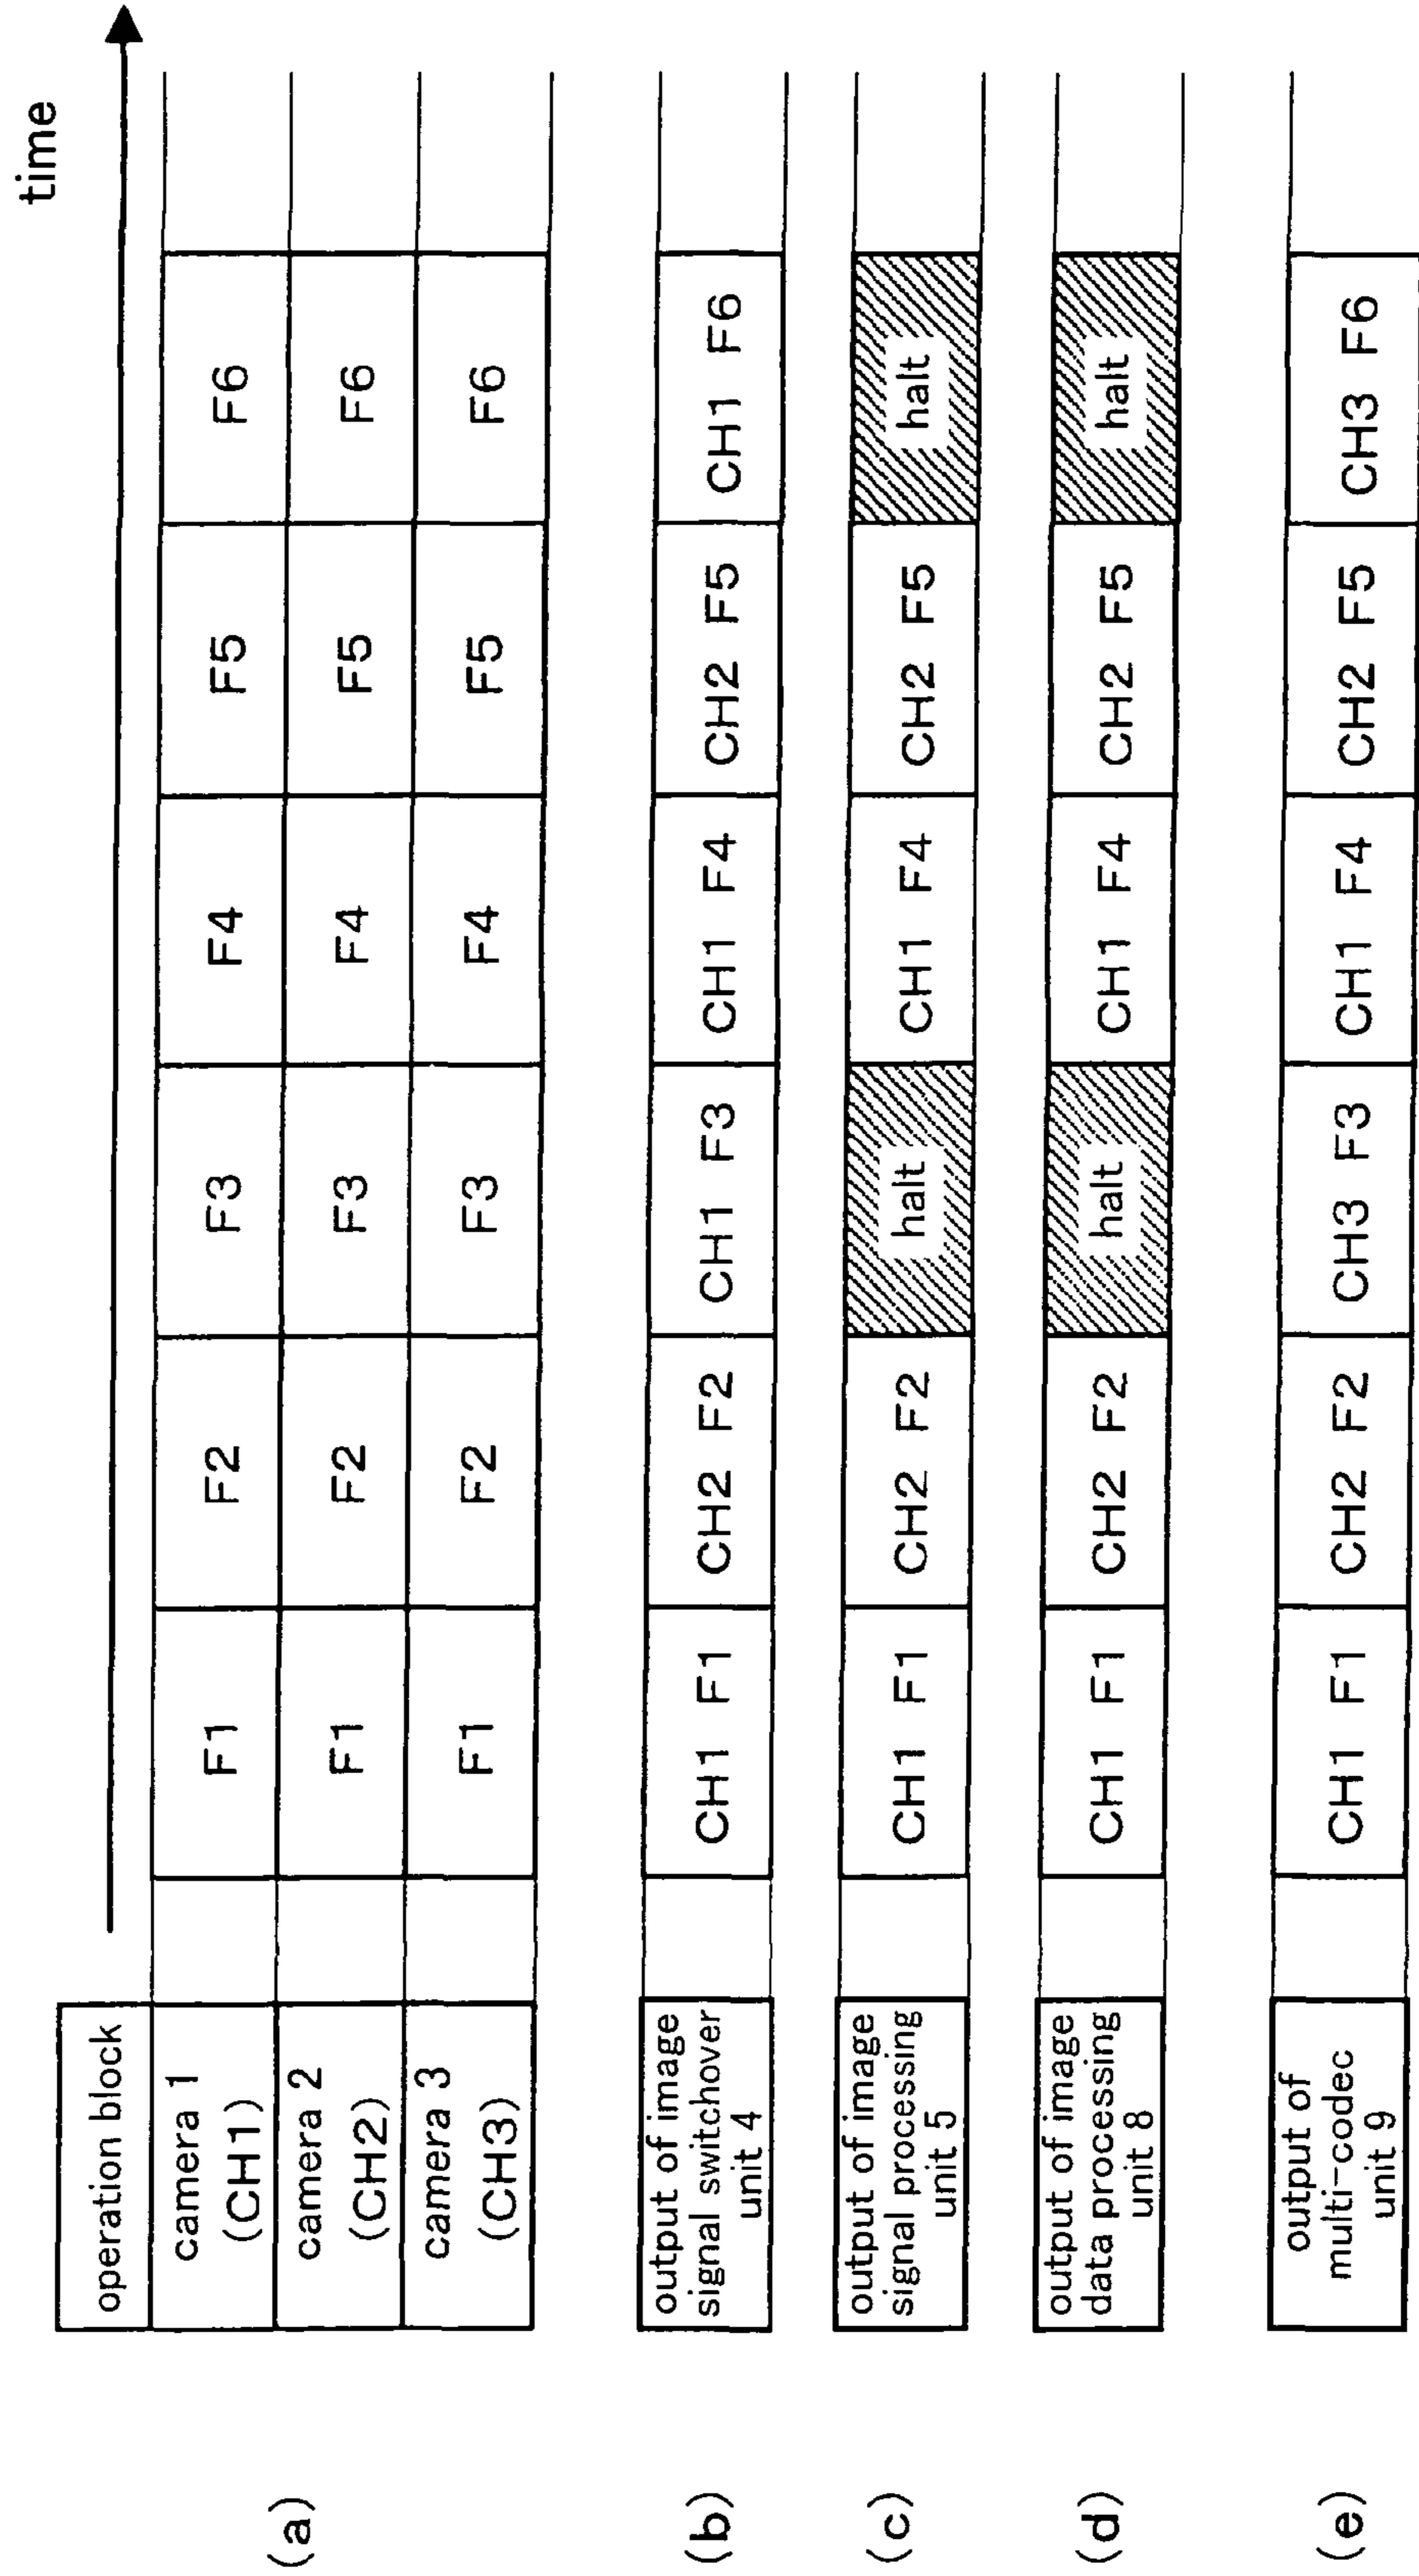 time
operation block
(a)
camera 1
(CH1)
F1 F2 F3 F4 F5 F6
camera 2
(CH2)
F1 F2 F3 F4 F5 F6
camera 3
(CH3)
F1 F2 F3 F4 F5 F6
(b)
output of image
signal switchover
unit 4
CH1 F1 CH2 F2 CH1 F3 CH1 F4 CH2 F5 CH1 F6
(c)
output of image
signal processing
unit 5
CH1 F1 CH2 F2 halt CH1 F4 CH2 F5 halt
(d)
output of image
data processing
unit 8
CH1 F1 CH2 F2 halt CH1 F4 CH2 F5 halt
(e)
output of
multi-codec
unit 9
CH1 F1 CH2 F2 CH3 F3 CH1 F4 CH2 F5 CH3 F6